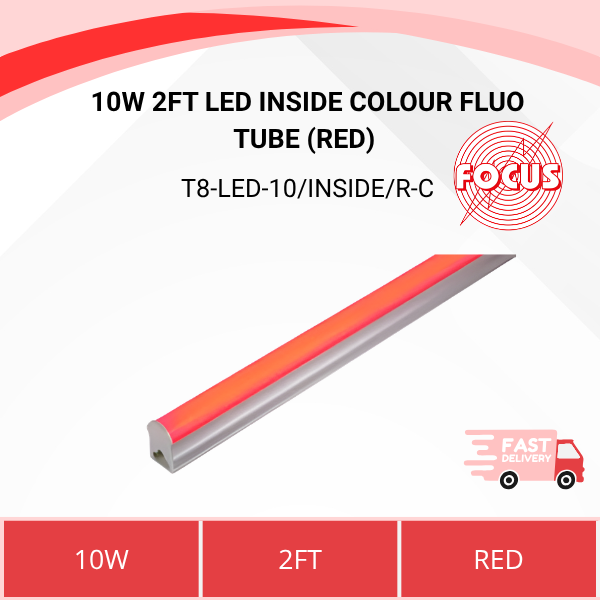 10W 2FT LED INSIDE COLOUR FLUO
TUBE (RED)
T8-LED-10/INSIDE/R-C
FOCUS
FAST
DELIVERY
10W
2FT
RED